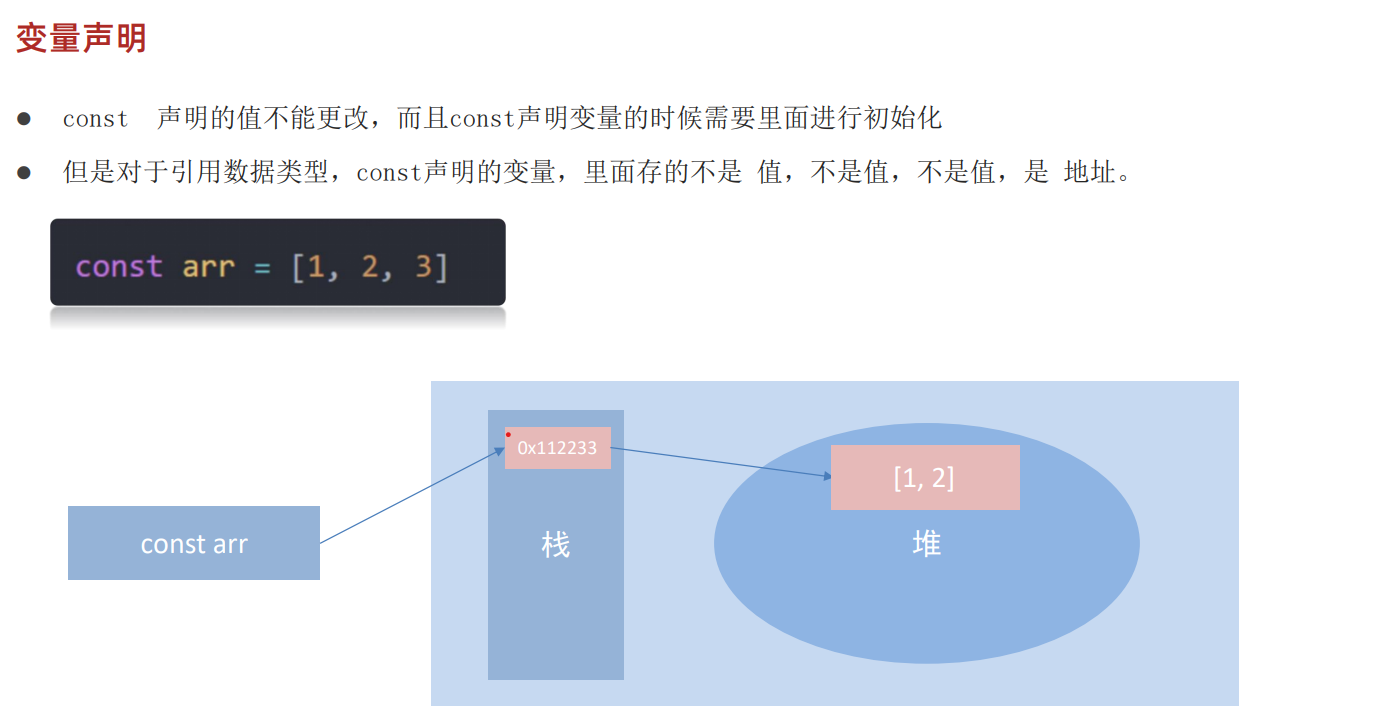 变量声明
● const 声明的值不能更改，而且const声明变量的时候需要里面进行初始化
● 但是对于引用数据类型，const声明的变量，里面存的不是 值，不是值，不是值，是 地址。
const arr = [1, 2, 3]
0x112233
[1, 2]
const arr
栈
堆